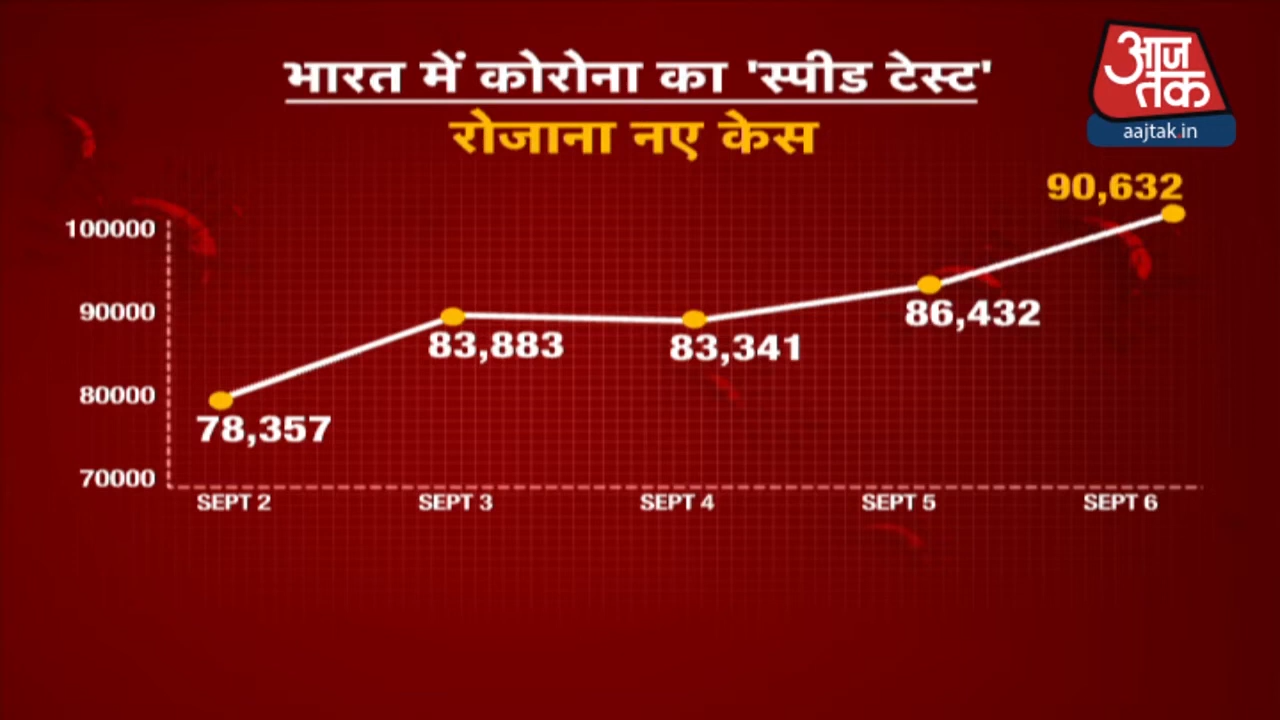 भारत में कोरोना का 'स्पीड टेस्ट'
रोजाना नए केस
आज
तक
aajtak.in
90,632
100000
90000
86,432
83,883
83,341
80000
78,357
70000
SEPT 2
SEPT 3
SEPT 4
SEPT 5
SEPT 6